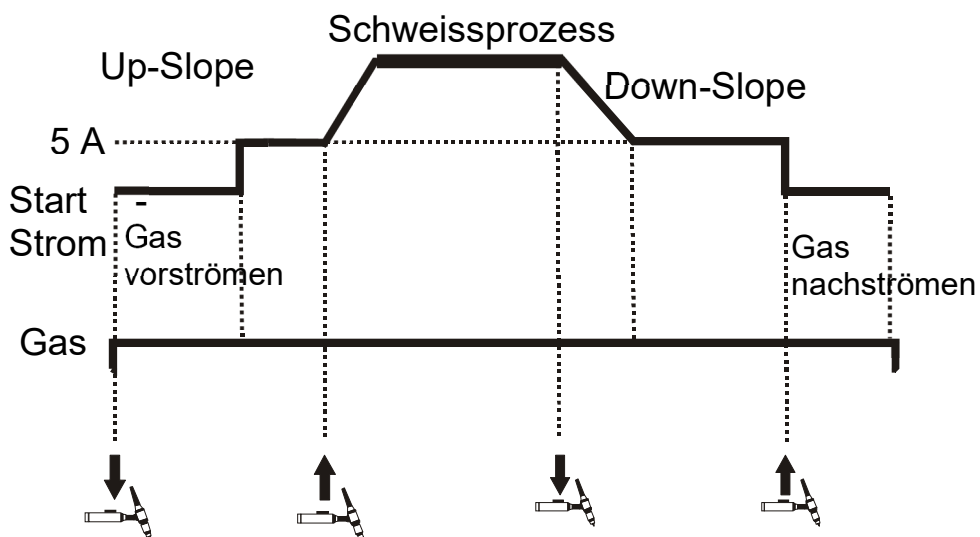 Schweissprozess
Up-Slope
Down-Slope
5 A
Start -
Strom
Gas
vorströmen
Gas
nachströmen
Gas